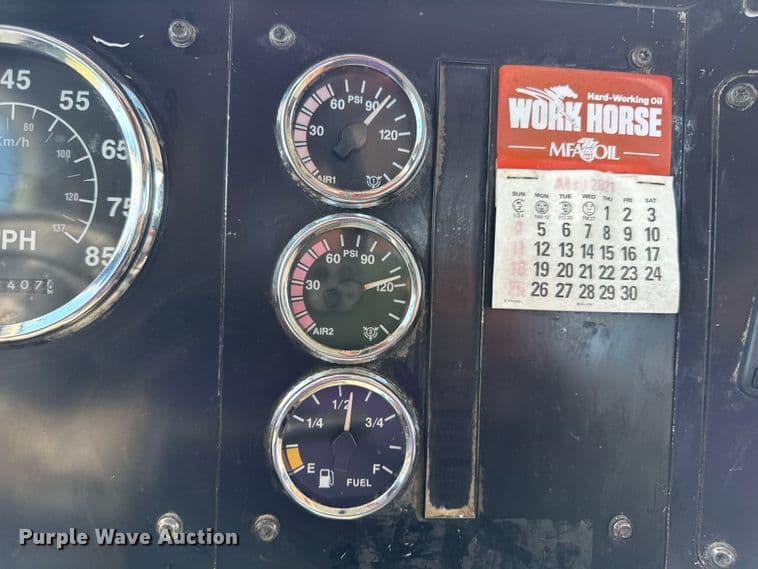 45
55
65
75
85
80
100
120
137
Km/h
MPH
407
60 PSI 90
30
120
AIR1
60 PSI 90
30
120
AIR2
1/2
1/4
3/4
E
F
FUEL
Hard-Working Oil
WORK HORSE
MFA OIL
April 2021
SUN MON TUE WED THU FRI SAT
1 2 3
5 6 7 8 9 10
11 12 13 14 15 16 17
18 19 20 21 22 23 24
25 26 27 28 29 30
Purple Wave Auction